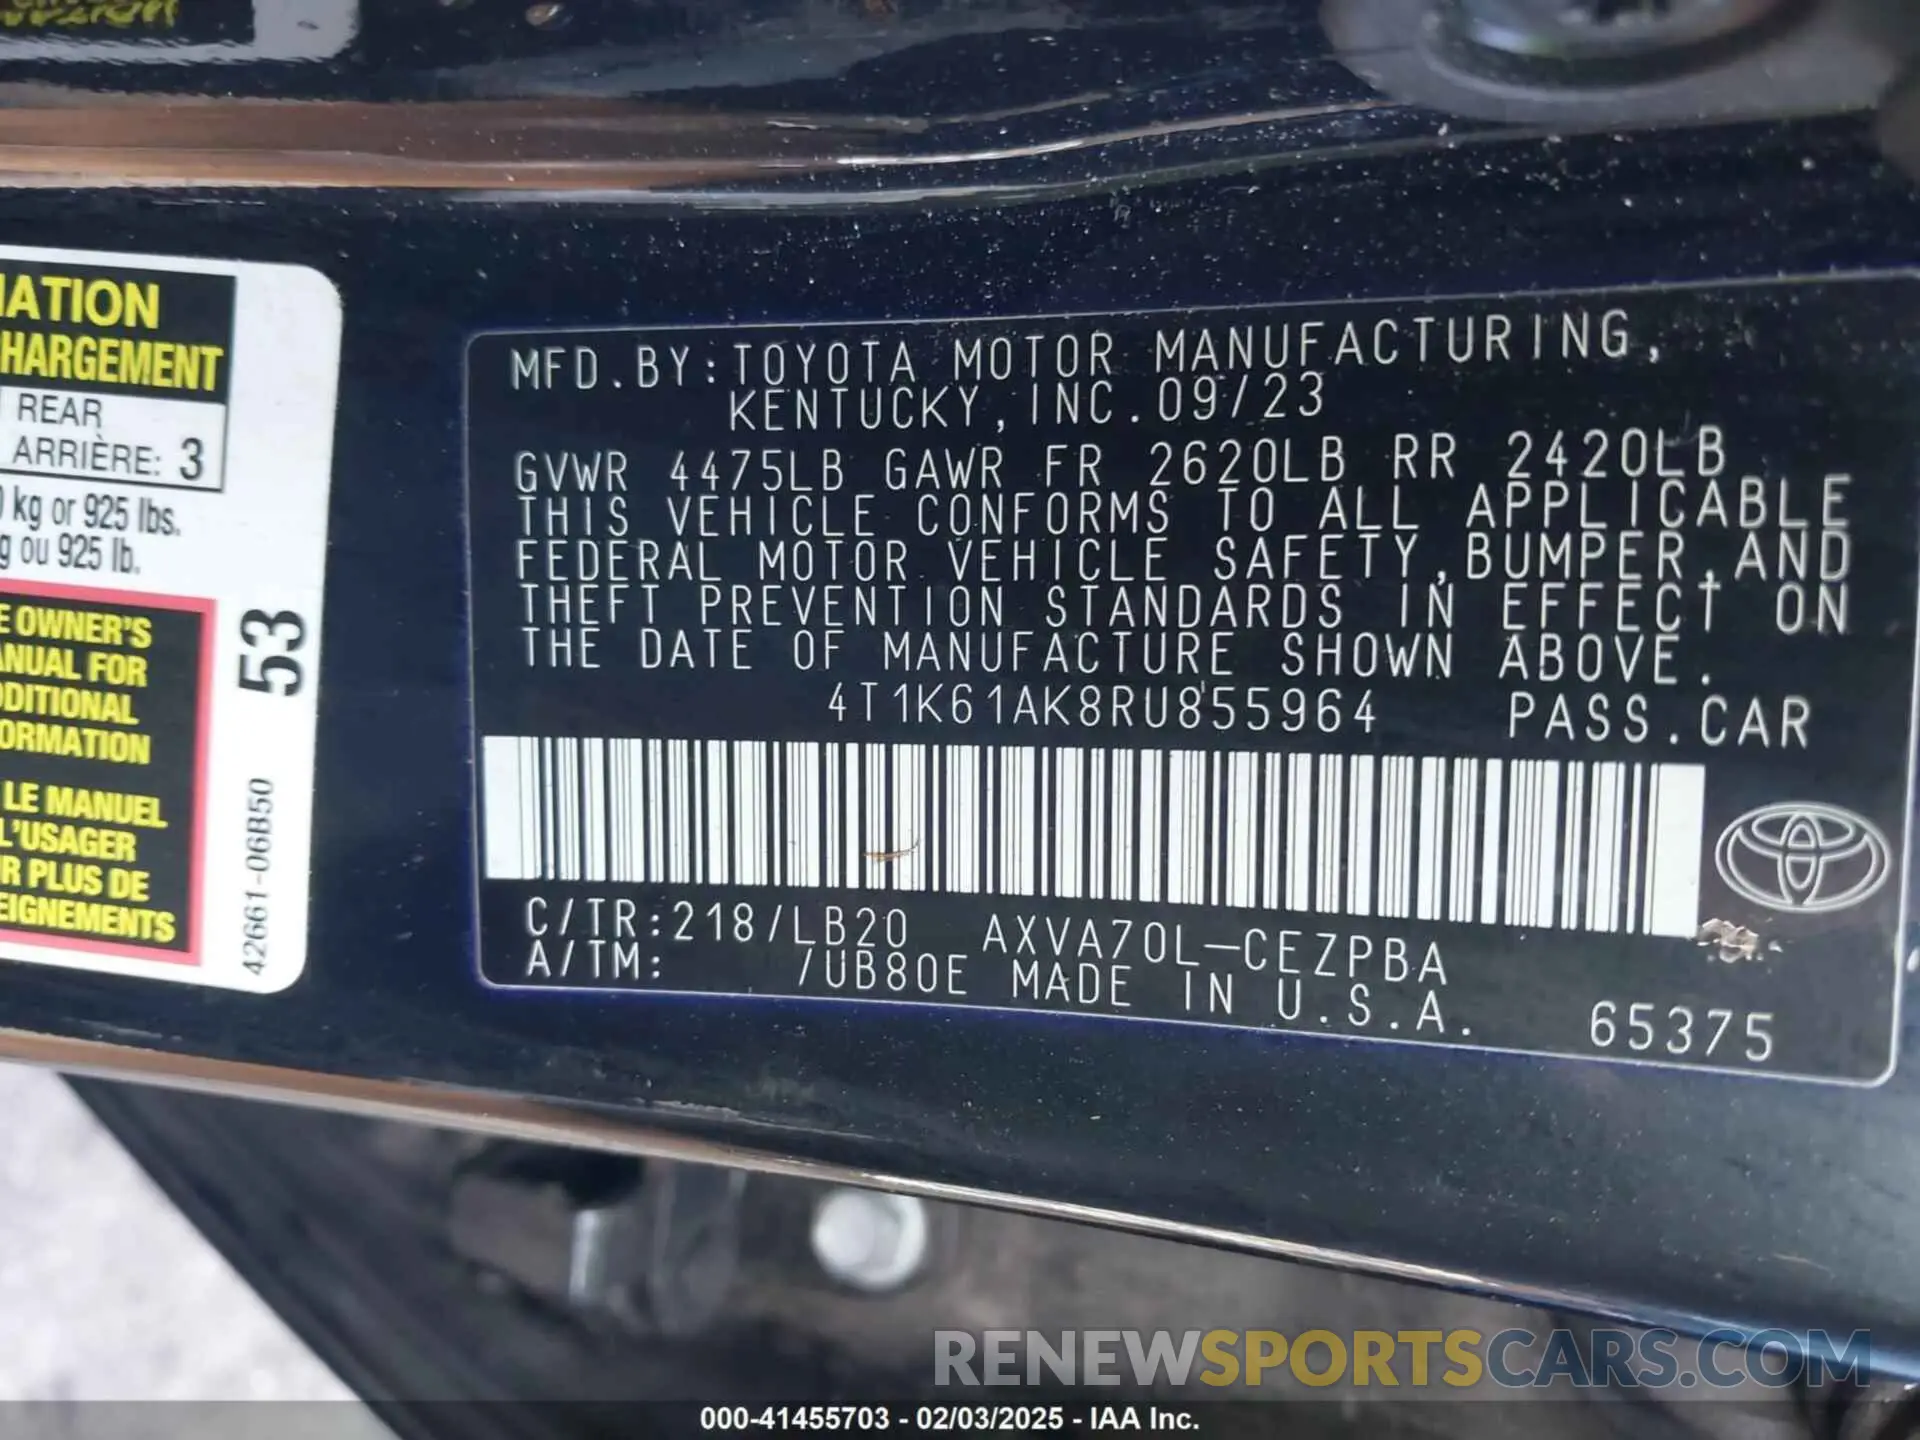 IATION
HARGEMENT
REAR
ARRIÈRE: 3
kg or 925 lbs.
ou 925 lb.
E OWNER'S
ANUAL FOR
DDITIONAL
ORMATION
LE MANUEL
L'USAGER
R PLUS DE
EIGNEMENTS
53
42661-06B50
MFD.BY:TOYOTA MOTOR MANUFACTURING,
KENTUCKY,INC.09/23
GVWR 4475LB GAWR FR 2620LB RR 2420LB
THIS VEHICLE CONFORMS TO ALL APPLICABLE
FEDERAL MOTOR VEHICLE SAFETY,BUMPER,AND
THEFT PREVENTION STANDARDS IN EFFECT ON
THE DATE OF MANUFACTURE SHOWN ABOVE.
4T1K61AK8RU855964 PASS.CAR
C/TR:218/LB20 AXVA70L-CEZPBA
A/TM: /UB80E MADE IN U.S.A.
65375
RENEWSPORTSCARS.COM
000-41455703 - 02/03/2025 - IAA Inc.